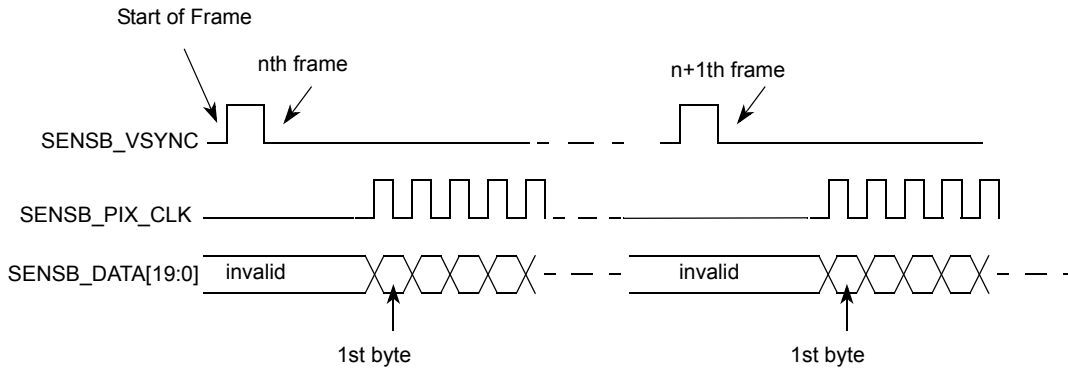 Start of Frame
nth frame
n+1th frame
SENSB_VSYNC
SENSB_PIX_CLK
SENSB_DATA[19:0]
invalid
invalid
1st byte
1st byte